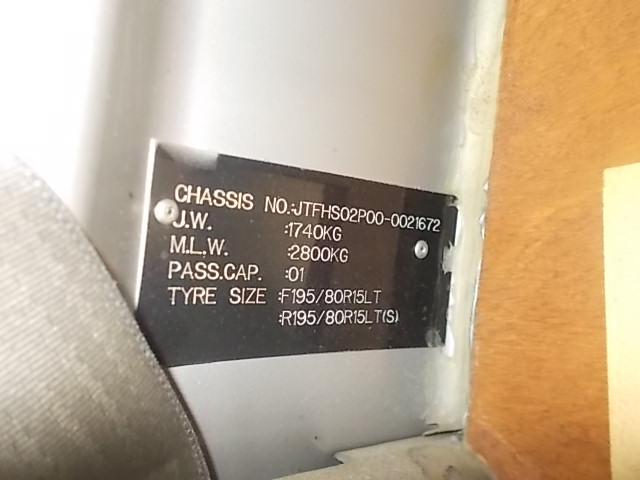 CHASSIS NO.:JTFHS02P00-0021672
J.W. :1740KG
M.L.W. :2800KG
PASS.CAP. :01
TYRE SIZE :F195/80R15LT
:R195/80R15LT(S)